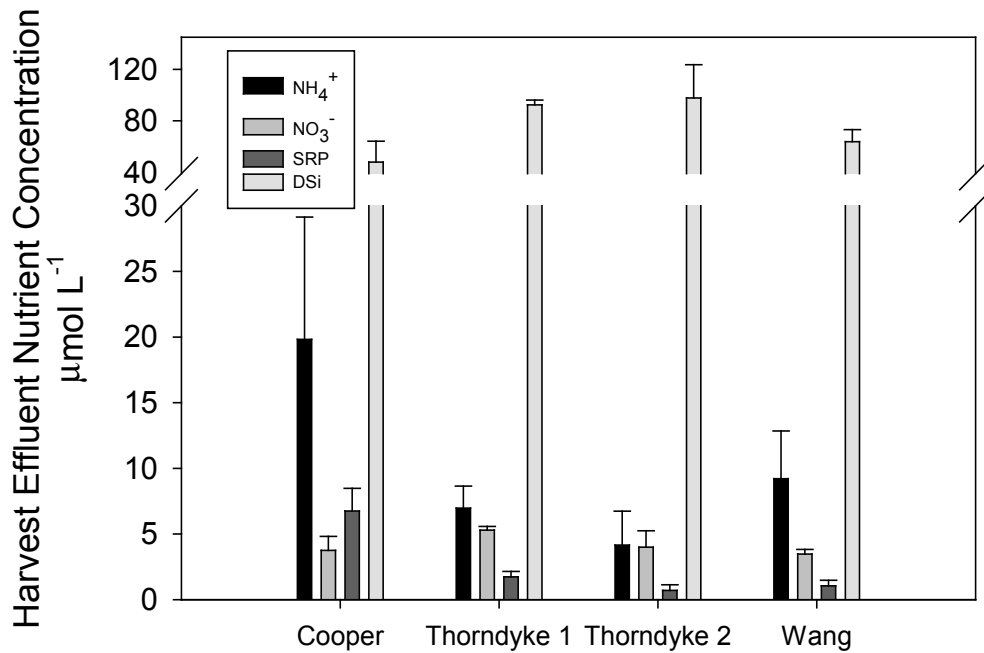 Harvest Effluent Nutrient Concentration
μmol L⁻¹
120
80
40
30
25
20
15
10
5
0
NH₄⁺
NO₃⁻
SRP
DSi
Cooper Thorndyke 1 Thorndyke 2 Wang